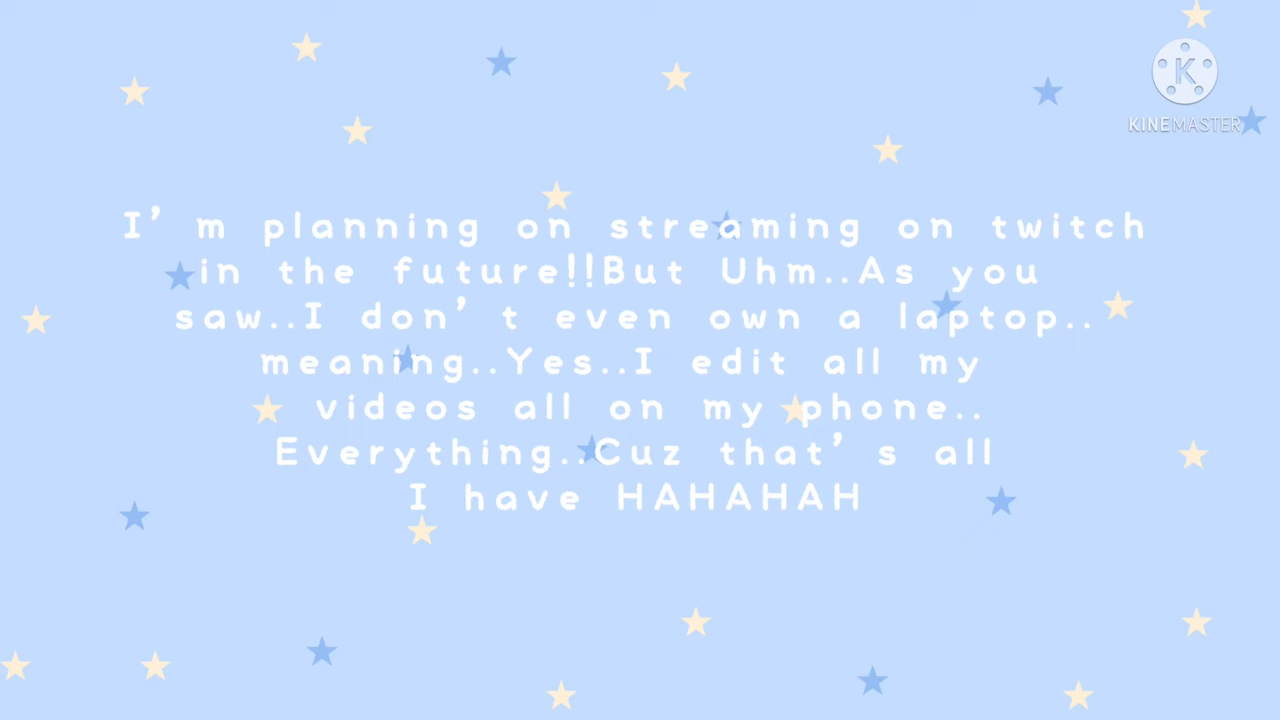 KINEMASTER
I’m planning on streaming on twitch
in the future!!But Uhm..As you
saw..I don’t even own a laptop..
meaning..Yes..I edit all my
videos all on my phone..
Everything..Cuz that’s all
I have HAHAHAH